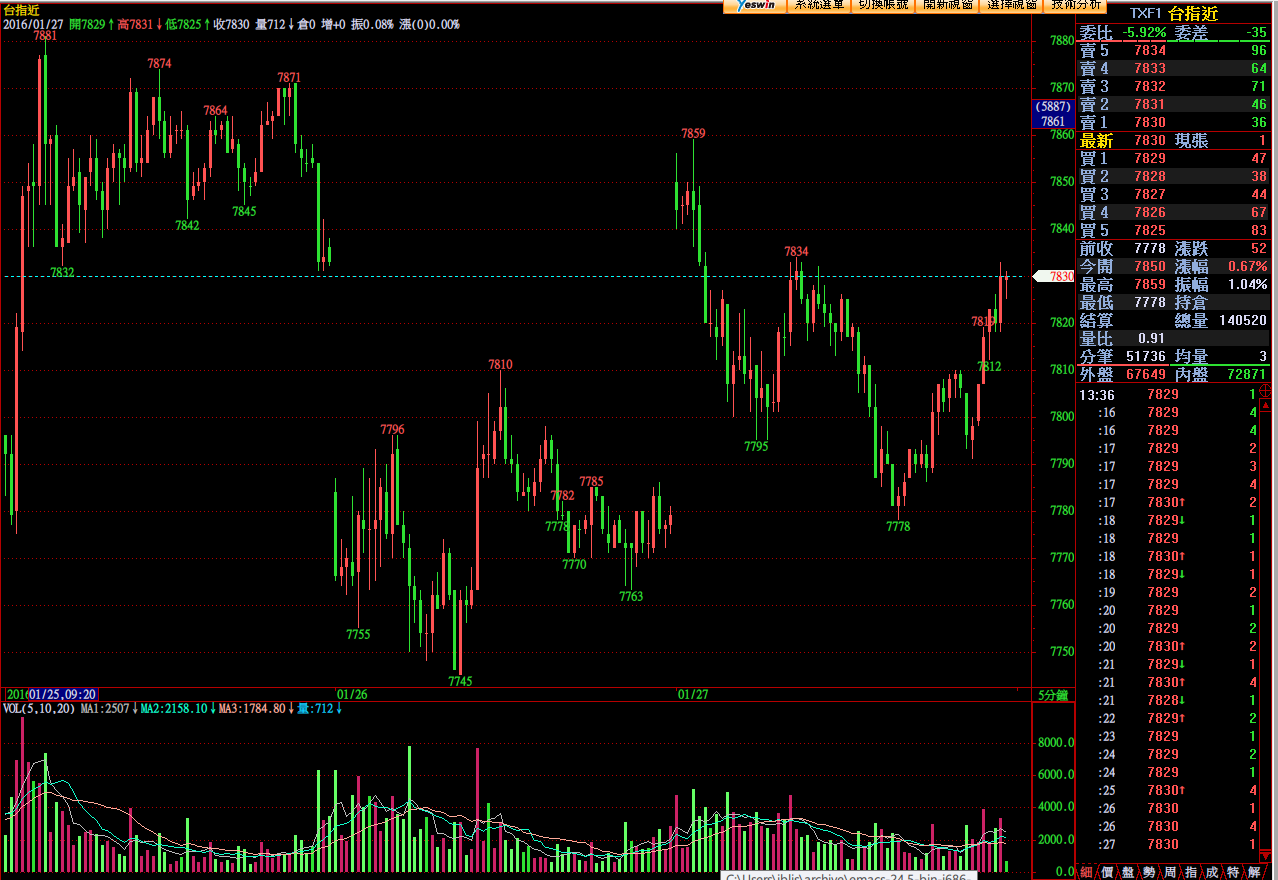 台指近
2016/01/27 開7829↑高7831↓低7825↑收7830 量712↓倉0 增+0 振0.08% 漲(0)0.00%
Yeswin 系統選單 切換帳號 開新視窗 選擇視窗 技術分析
7881
7874
7871
7864
7859
7845
7842
7832
7834
7819
7812
7810
7796
7795
7785
7782
7778
7778
7770
7763
7755
7745
7880
7870
(5887)
7861
7860
7850
7840
7830
7820
7810
7800
7790
7780
7770
7760
7750
2016 01/25,09:20 01/26 01/27 5分鐘
VOL(5,10,20) MA1:2507↓MA2:2158.10↓MA3:1784.80↓量:712↓
8000.0
6000.0
4000.0
2000.0
0.0
TXF1 台指近
委比 -5.92% 委差 -35
賣5 7834 96
賣4 7833 64
賣3 7832 71
賣2 7831 46
賣1 7830 36
最新 7830 現張 1
買1 7829 47
買2 7828 38
買3 7827 44
買4 7826 67
買5 7825 83
前收 7778 漲跌 52
今開 7850 漲幅 0.67%
最高 7859 振幅 1.04%
最低 7778 持倉
結算 總量 140520
量比 0.91
分筆 51736 均量 3
外盤 67649 內盤 72871
13:36 7829 1
:16 7829 4
:16 7829 4
:17 7829 2
:17 7829 3
:17 7829 4
:17 7830↑ 2
:18 7829↓ 1
:18 7829 1
:18 7830↑ 1
:18 7829↓ 1
:19 7829 2
:20 7829 1
:20 7829 2
:20 7830↑ 2
:21 7829↓ 1
:21 7830↑ 4
:21 7828↓ 1
:22 7829↑ 2
:23 7829 1
:24 7829 2
:24 7829 1
:25 7830↑ 4
:26 7830 1
:26 7830 4
:27 7830 1
細 價 盤 勢 周 指 成 特 解